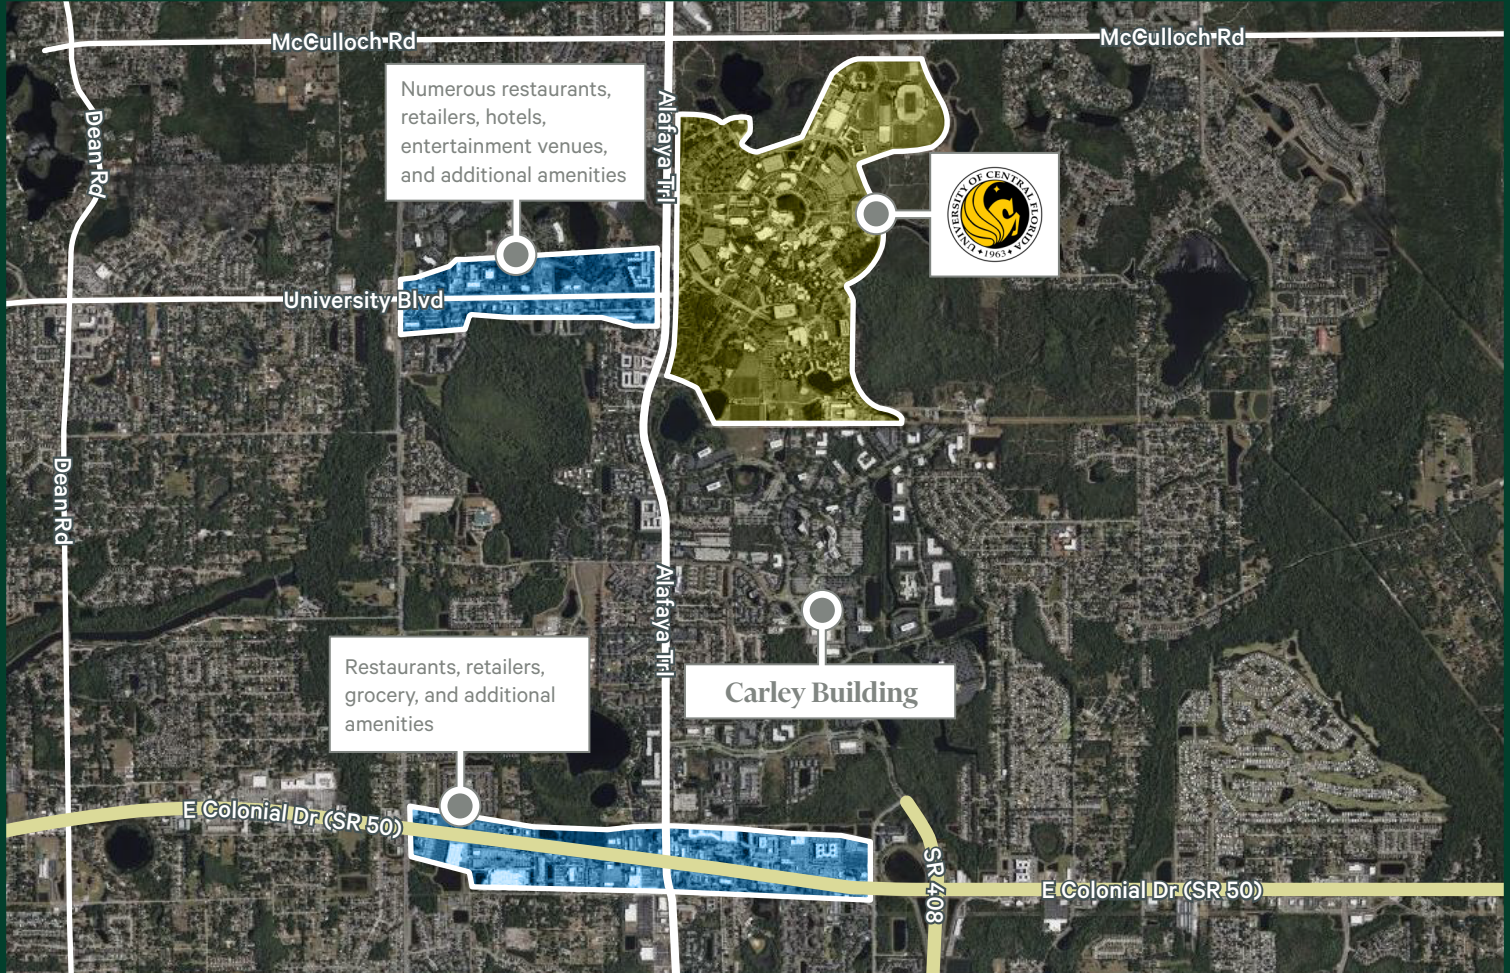 McCulloch Rd
McCulloch Rd
Numerous restaurants,
retailers, hotels,
entertainment venues,
and additional amenities
Alafaya Trl
Dean Rd
UNIVERSITY OF CENTRAL FLORIDA
1963
University Blvd
Dean Rd
Alafaya Trl
Restaurants, retailers,
grocery, and additional
amenities
Carley Building
E Colonial Dr (SR 50)
SR 408
E Colonial Dr (SR 50)